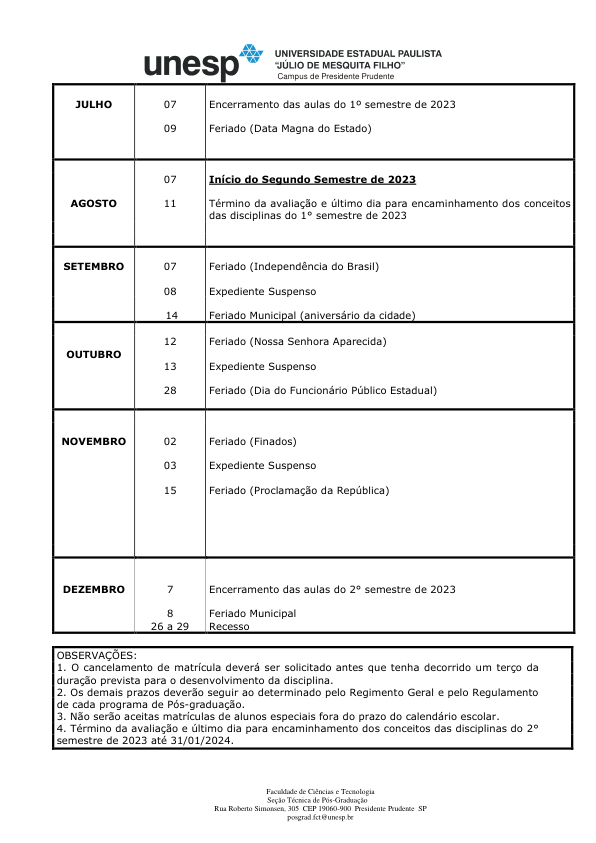 unesp
UNIVERSIDADE ESTADUAL PAULISTA
“JÚLIO DE MESQUITA FILHO”
Campus de Presidente Prudente
JULHO 07 Encerramento das aulas do 1º semestre de 2023
09 Feriado (Data Magna do Estado)
07 Início do Segundo Semestre de 2023
AGOSTO 11 Término da avaliação e último dia para encaminhamento dos conceitos
das disciplinas do 1° semestre de 2023
SETEMBRO 07 Feriado (Independência do Brasil)
08 Expediente Suspenso
14 Feriado Municipal (aniversário da cidade)
12 Feriado (Nossa Senhora Aparecida)
OUTUBRO
13 Expediente Suspenso
28 Feriado (Dia do Funcionário Público Estadual)
NOVEMBRO 02 Feriado (Finados)
03 Expediente Suspenso
15 Feriado (Proclamação da República)
DEZEMBRO 7 Encerramento das aulas do 2° semestre de 2023
8 Feriado Municipal
26 a 29 Recesso
OBSERVAÇÕES:
1. O cancelamento de matrícula deverá ser solicitado antes que tenha decorrido um terço da
duração prevista para o desenvolvimento da disciplina.
2. Os demais prazos deverão seguir ao determinado pelo Regimento Geral e pelo Regulamento
de cada programa de Pós-graduação.
3. Não serão aceitas matrículas de alunos especiais fora do prazo do calendário escolar.
4. Término da avaliação e último dia para encaminhamento dos conceitos das disciplinas do 2°
semestre de 2023 até 31/01/2024.
Faculdade de Ciências e Tecnologia
Seção Técnica de Pós-Graduação
Rua Roberto Simonsen, 305 CEP 19060-900 Presidente Prudente SP
posgrad.fct@unesp.br